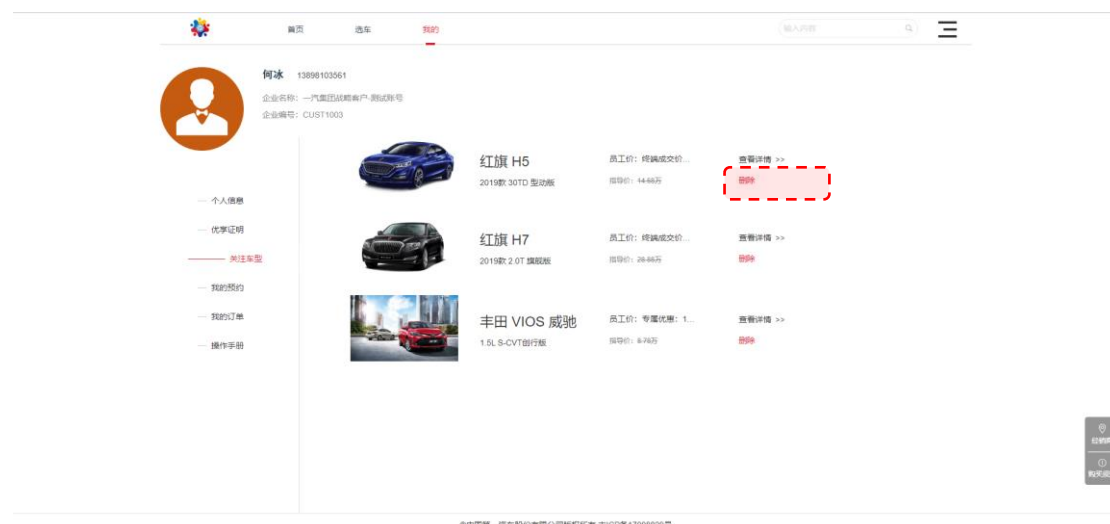 首页 选车 我的 输入内容
何冰 13898103561
企业名称：一汽集团战略客户-测试账号
企业编号：CUST1003
个人信息
优享证明
关注车型
我的预约
我的订单
操作手册
红旗 H5 员工价：终端成交价... 查看详情 >>
2019款 30TD 型动版 指导价：14.68万 删除
红旗 H7 员工价：终端成交价... 查看详情 >>
2019款 2.0T 旗舰版 指导价：28.68万 删除
丰田 VIOS 威驰 员工价：专属优惠：1... 查看详情 >>
1.5L S-CVT创行版 指导价：8.78万 删除